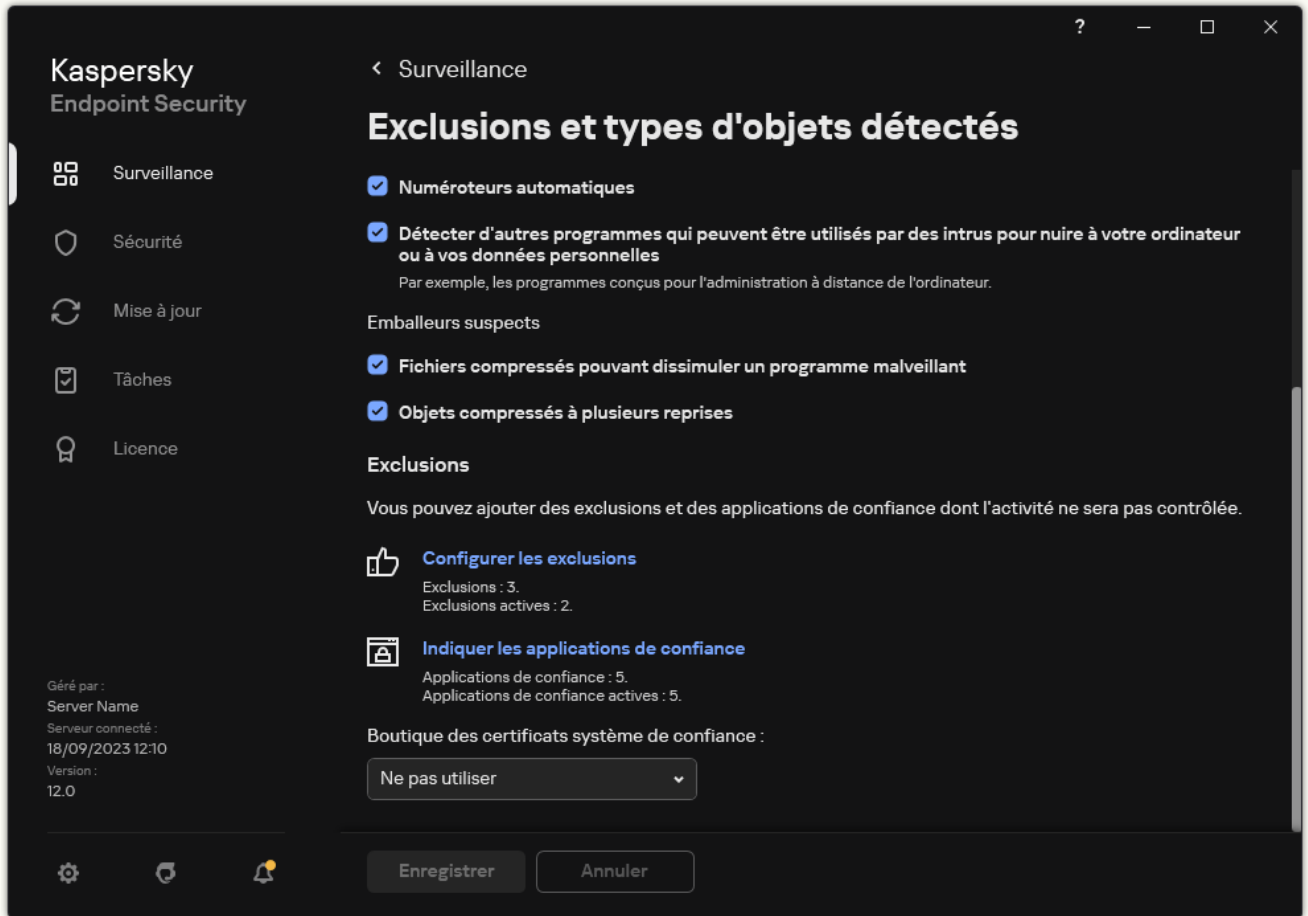 ?
Kaspersky
Endpoint Security
Surveillance
Sécurité
Mise à jour
Tâches
Licence
Géré par :
Server Name
Serveur connecté :
18/09/2023 12:10
Version :
12.0
Surveillance
Exclusions et types d'objets détectés
Numéroteurs automatiques
Détecter d'autres programmes qui peuvent être utilisés par des intrus pour nuire à votre ordinateur
ou à vos données personnelles
Par exemple, les programmes conçus pour l'administration à distance de l'ordinateur.
Emballeurs suspects
Fichiers compressés pouvant dissimuler un programme malveillant
Objets compressés à plusieurs reprises
Exclusions
Vous pouvez ajouter des exclusions et des applications de confiance dont l'activité ne sera pas contrôlée.
Configurer les exclusions
Exclusions : 3.
Exclusions actives : 2.
Indiquer les applications de confiance
Applications de confiance : 5.
Applications de confiance actives : 5.
Boutique des certificats système de confiance :
Ne pas utiliser
Enregistrer
Annuler